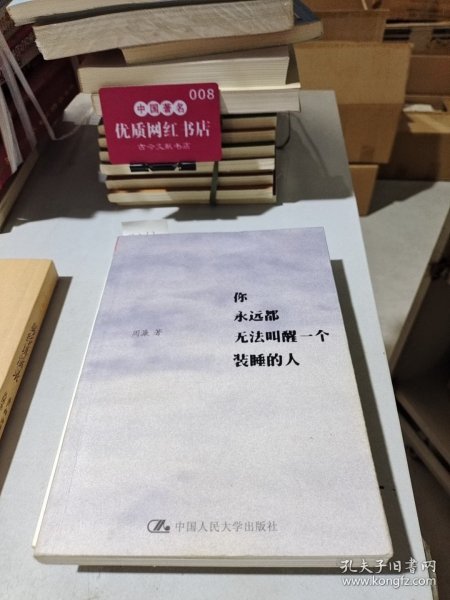 008
中国著名
优质网红书店
古今文献书店
你
永远都
无法叫醒一个
装睡的人
周濂 著
中国人民大学出版社
孔夫子旧书网
www.kongfz.com